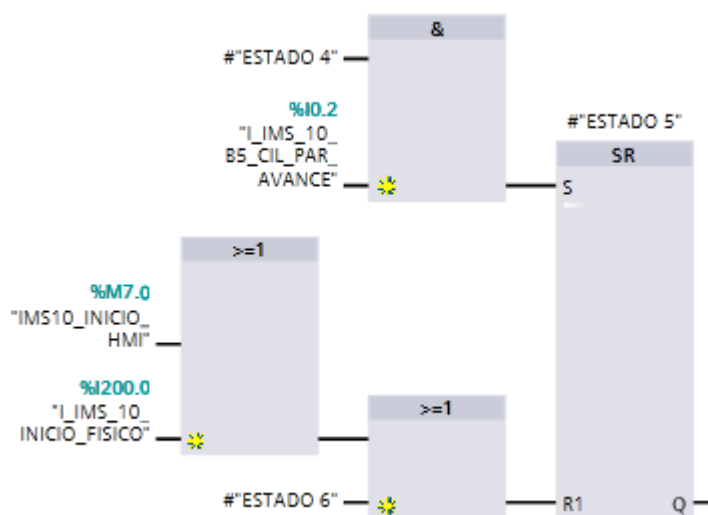 &
#"ESTADO 4"
%I0.2
"I_IMS_10_
B5_CIL_PAR_
AVANCE"
#"ESTADO 5"
SR
S
>=1
%M7.0
"IMS10_INICIO_
HMI"
%I200.0
"I_IMS_10_
INICIO_FISICO"
>=1
#"ESTADO 6"
R1
Q